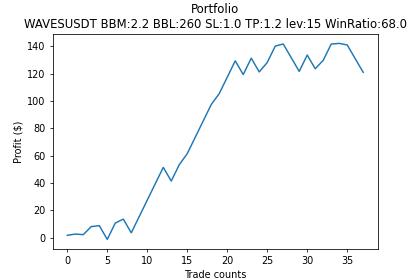 Portfolio
WAVESUSDT BBM:2.2 BBL:260 SL:1.0 TP:1.2 lev:15 WinRatio:68.0
140
120
100
80
60
40
20
0
Profit ($)
0 5 10 15 20 25 30 35
Trade counts